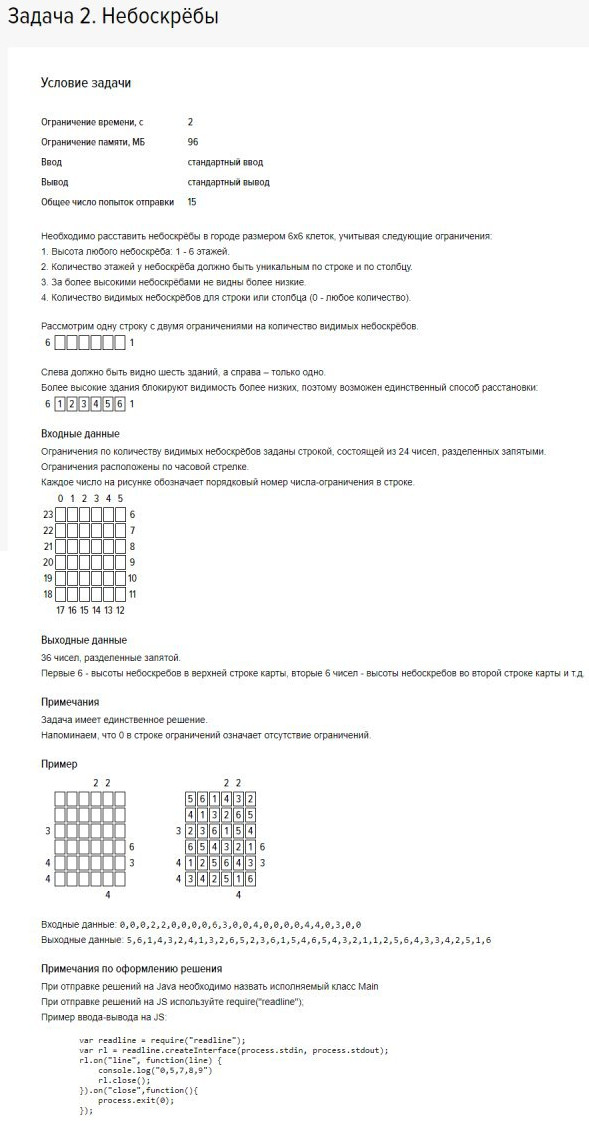 Задача 2. Небоскрёбы
Условие задачи
Ограничение времени, с 2
Ограничение памяти, МБ 96
Ввод стандартный ввод
Вывод стандартный вывод
Общее число попыток отправки 15
Необходимо расставить небоскрёбы в городе размером 6х6 клеток, учитывая следующие ограничения:
1. Высота любого небоскрёба: 1 - 6 этажей.
2. Количество этажей у небоскрёба должно быть уникальным по строке и по столбцу.
3. За более высокими небоскрёбами не видны более низкие.
4. Количество видимых небоскрёбов для строки или столбца (0 - любое количество).
Рассмотрим одну строку с двумя ограничениями на количество видимых небоскрёбов.
6 1
Слева должно быть видно шесть зданий, а справа – только одно.
Более высокие здания блокируют видимость более низких, поэтому возможен единственный способ расстановки:
6 1 2 3 4 5 6 1
Входные данные
Ограничения по количеству видимых небоскрёбов заданы строкой, состоящей из 24 чисел, разделенных запятыми.
Ограничения расположены по часовой стрелке.
Каждое число на рисунке обозначает порядковый номер числа-ограничения в строке.
0 1 2 3 4 5
23 6
22 7
21 8
20 9
19 10
18 11
17 16 15 14 13 12
Выходные данные
36 чисел, разделенные запятой.
Первые 6 - высоты небоскребов в верхней строке карты, вторые 6 чисел - высоты небоскребов во второй строке карты и т.д.
Примечания
Задача имеет единственное решение.
Напоминаем, что 0 в строке ограничений означает отсутствие ограничений.
Пример
2 2 2 2
5 6 1 4 3 2
4 1 3 2 6 5
3 3 2 3 6 1 5 4
6 6 5 4 3 2 1 6
4 3 4 1 2 5 6 4 3 3
4 4 3 4 2 5 1 6
4 4
Входные данные: 0,0,0,2,2,0,0,0,0,6,3,0,0,4,0,0,0,0,4,4,0,3,0,0
Выходные данные: 5,6,1,4,3,2,4,1,3,2,6,5,2,3,6,1,5,4,6,5,4,3,2,1,1,2,5,6,4,3,3,4,2,5,1,6
Примечания по оформлению решения
При отправке решений на Java необходимо назвать исполняемый класс Main
При отправке решений на JS используйте require("readline");
Пример ввода-вывода на JS:
var readline = require("readline");
var rl = readline.createInterface(process.stdin, process.stdout);
rl.on("line", function(line) {
console.log("0,5,7,8,9")
rl.close();
}).on("close",function(){
process.exit(0);
});